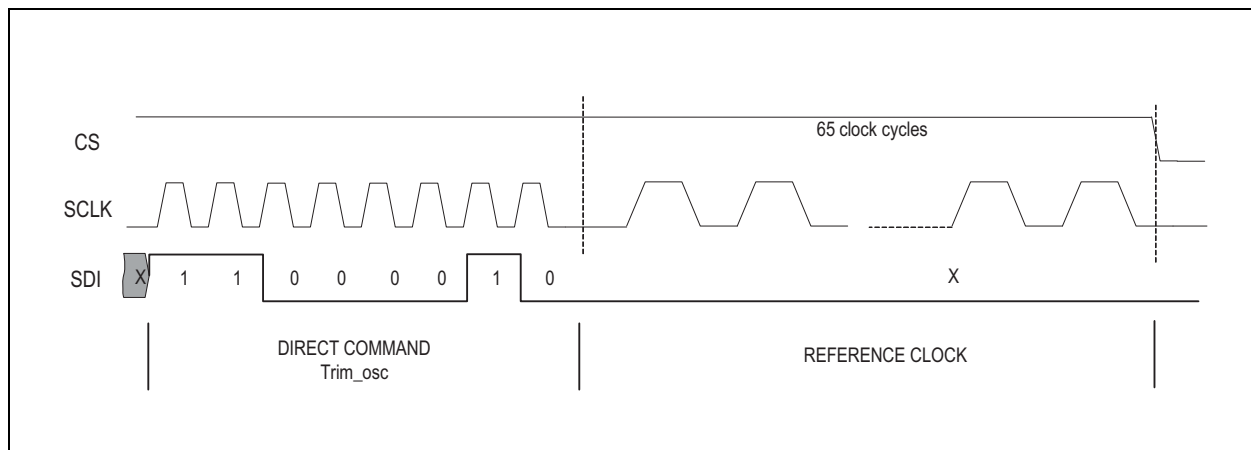 CS
65 clock cycles
SCLK
SDI
X 1 1 0 0 0 0 1 0 X
DIRECT COMMAND
Trim_osc
REFERENCE CLOCK